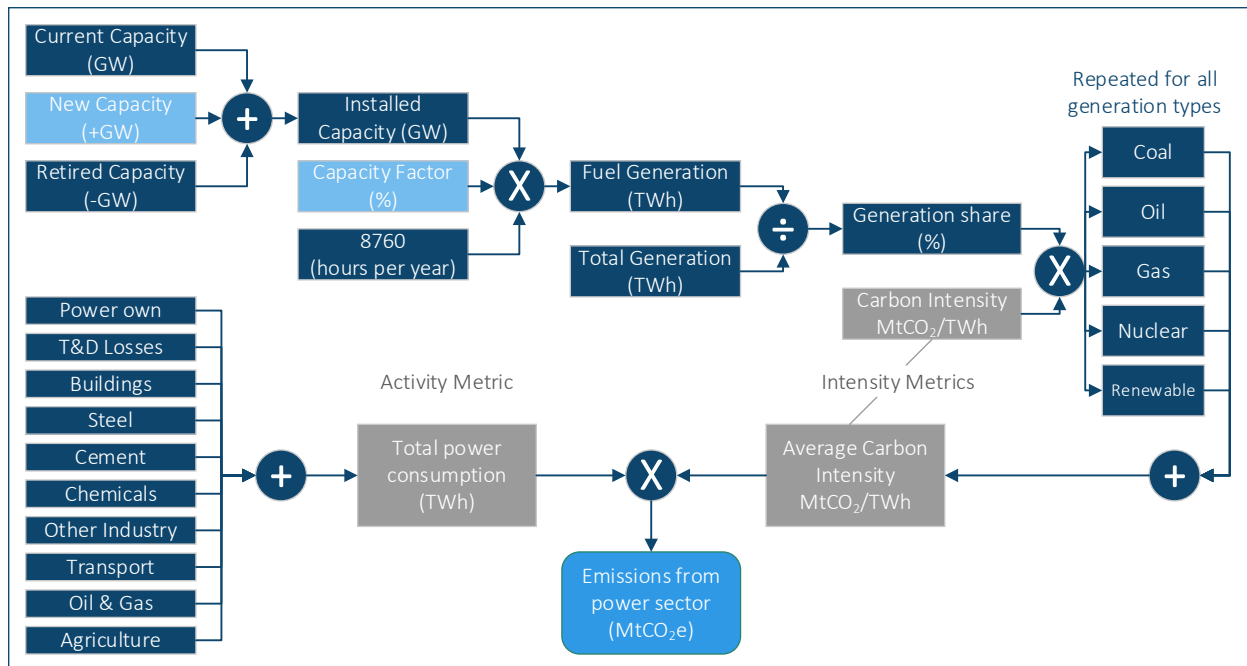 Current Capacity
(GW)
New Capacity
(+GW)
Retired Capacity
(-GW)
+
Installed
Capacity (GW)
Capacity Factor
(%)
8760
(hours per year)
X
Fuel Generation
(TWh)
Total Generation
(TWh)
÷
Generation share
(%)
Carbon Intensity
MtCO₂/TWh
X
Repeated for all
generation types
Coal
Oil
Gas
Nuclear
Renewable
Power own
T&D Losses
Buildings
Steel
Cement
Chemicals
Other Industry
Transport
Oil & Gas
Agriculture
+
Activity Metric
Total power
consumption
(TWh)
X
Intensity Metrics
Average Carbon
Intensity
MtCO₂/TWh
+
Emissions from
power sector
(MtCO₂e)